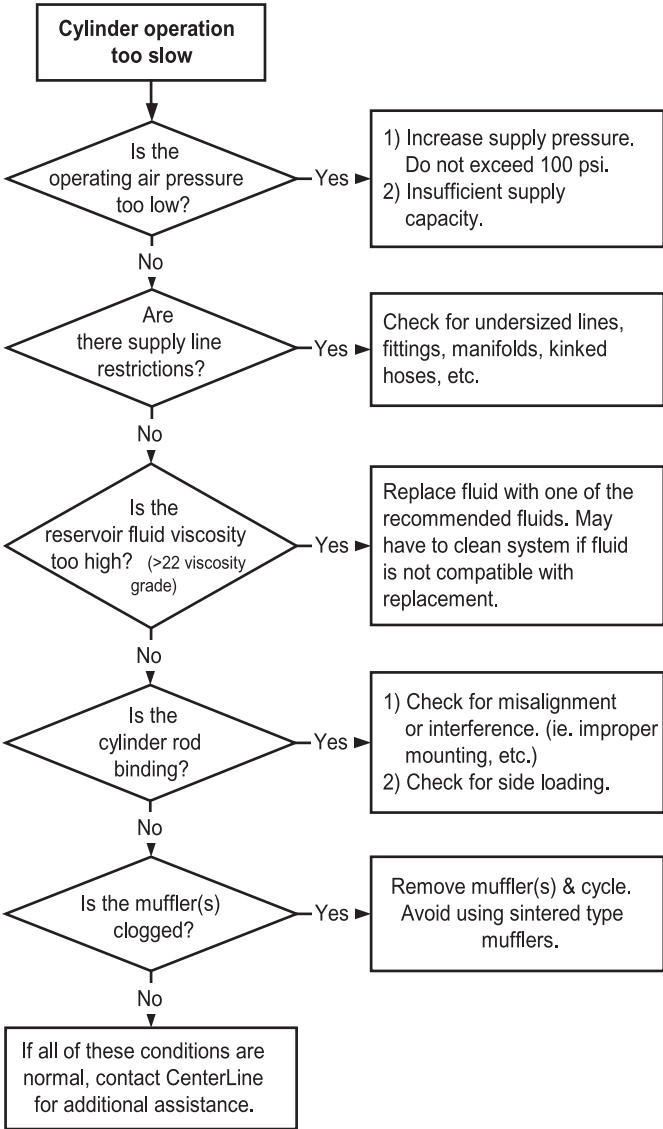 Cylinder operation
too slow
Is the
operating air pressure
too low?
Yes
1) Increase supply pressure.
Do not exceed 100 psi.
2) Insufficient supply
capacity.
No
Are
there supply line
restrictions?
Yes
Check for undersized lines,
fittings, manifolds, kinked
hoses, etc.
No
Is the
reservoir fluid viscosity
too high? (>22 viscosity
grade)
Yes
Replace fluid with one of the
recommended fluids. May
have to clean system if fluid
is not compatible with
replacement.
No
Is the
cylinder rod
binding?
Yes
1) Check for misalignment
or interference. (ie. improper
mounting, etc.)
2) Check for side loading.
No
Is the muffler(s)
clogged?
Yes
Remove muffler(s) & cycle.
Avoid using sintered type
mufflers.
No
If all of these conditions are
normal, contact CenterLine
for additional assistance.